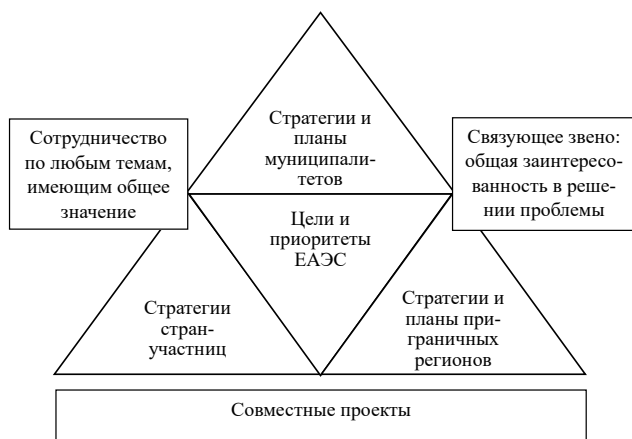 Стратегии и
планы
муниципали-
тетов
Сотрудничество
по любым темам,
имеющим общее
значение
Связующее звено:
общая заинтересо-
ванность в реше-
нии проблемы
Цели и
приоритеты
ЕАЭС
Стратегии
стран-
участниц
Стратегии и
планы при-
граничных
регионов
Совместные проекты